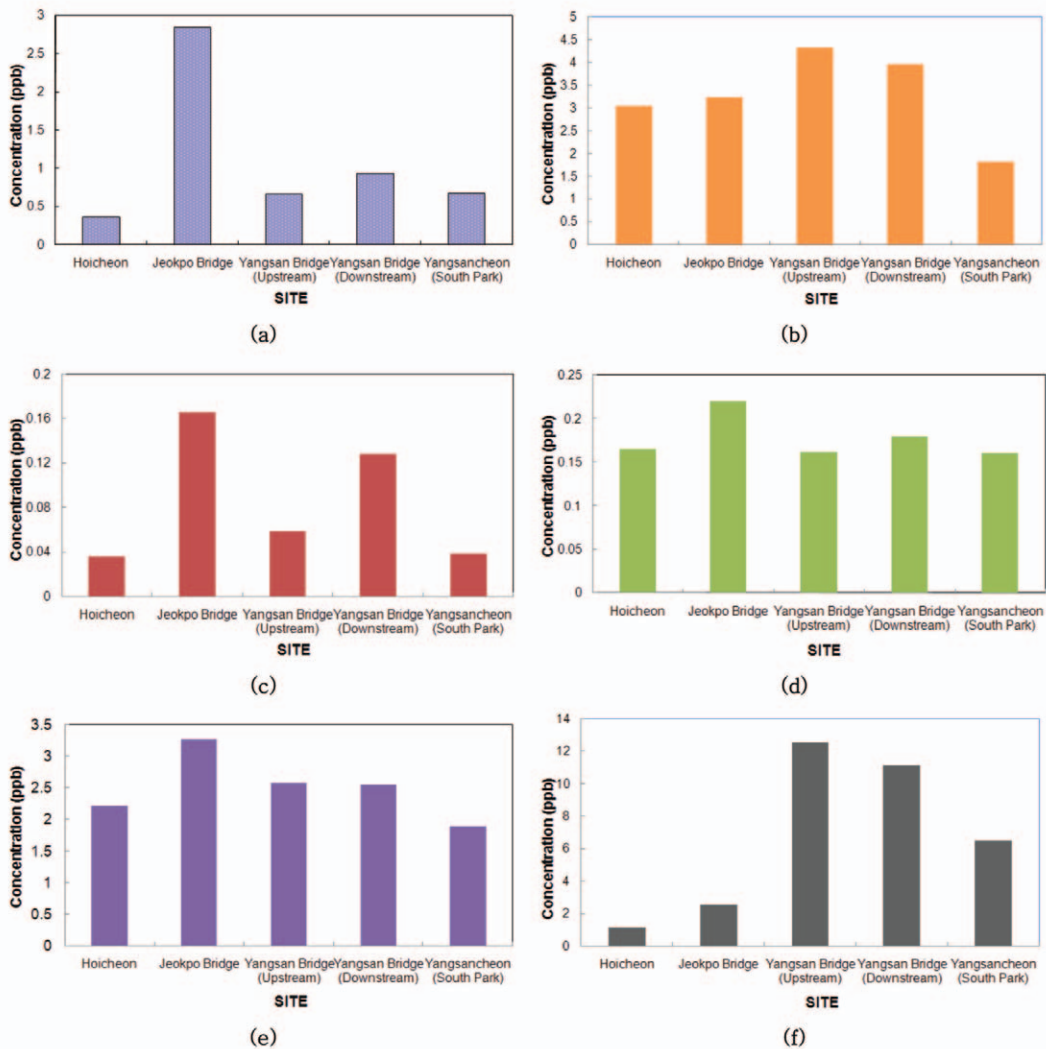 3
2.5
2
1.5
1
0.5
0
Concentration (ppb)
Hoicheon Jeokpo Bridge Yangsan Bridge Yangsan Bridge Yangsancheon
(Upstream) (Downstream) (South Park)
SITE
(a)
5
4.5
4
3.5
3
2.5
2
1.5
1
0.5
0
Concentration (ppb)
Hoicheon Jeokpo Bridge Yangsan Bridge Yangsan Bridge Yangsancheon
(Upstream) (Downstream) (South Park)
SITE
(b)
0.2
0.16
0.12
0.08
0.04
0
Concentration (ppb)
Hoicheon Jeokpo Bridge Yangsan Bridge Yangsan Bridge Yangsancheon
(Upstream) (Downstream) (South Park)
SITE
(c)
0.25
0.2
0.15
0.1
0.05
0
Concentration (ppb)
Hoicheon Jeokpo Bridge Yangsan Bridge Yangsan Bridge Yangsancheon
(Upstream) (Downstream) (South Park)
SITE
(d)
3.5
3
2.5
2
1.5
1
0.5
0
Concentration (ppb)
Hoicheon Jeokpo Bridge Yangsan Bridge Yangsan Bridge Yangsancheon
(Upstream) (Downstream) (South Park)
SITE
(e)
14
12
10
8
6
4
2
0
Concentration (ppb)
Hoicheon Jeokpo Bridge Yangsan Bridge Yangsan Bridge Yangsancheon
(Upstream) (Downstream) (South Park)
SITE
(f)